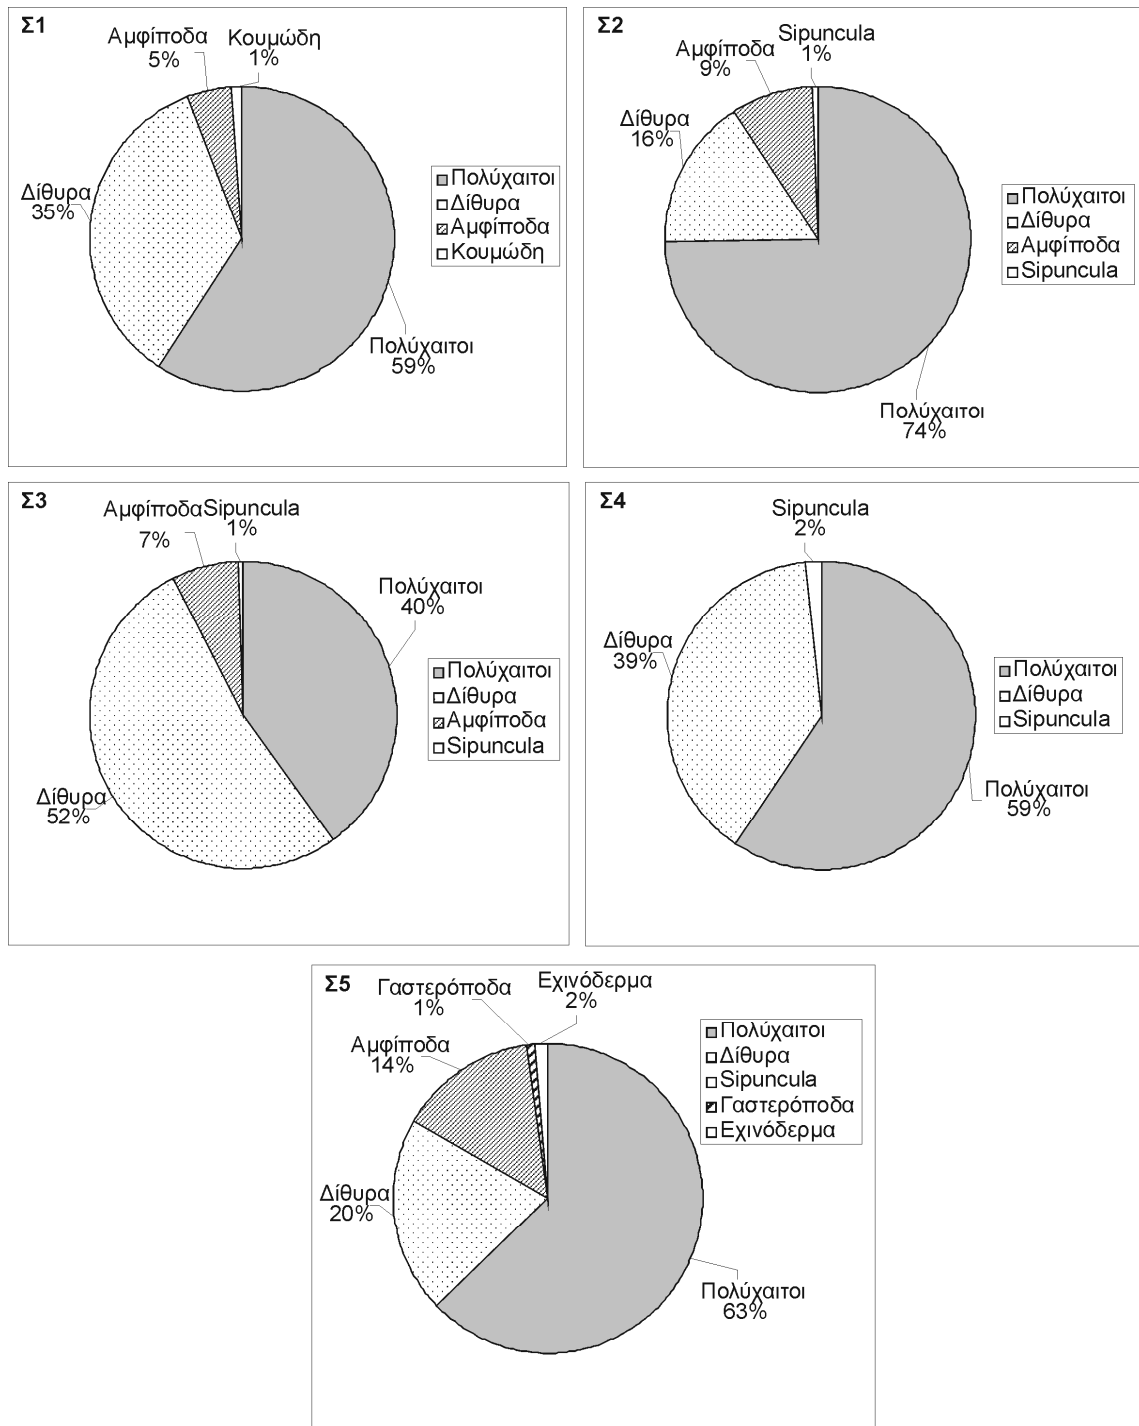 Σ1
Αμφίποδα
5%
Κουμώδη
1%
Δίθυρα
35%
Πολύχαιτοι
59%
Πολύχαιτοι
Δίθυρα
Αμφίποδα
Κουμώδη
Σ2
Sipuncula
1%
Αμφίποδα
9%
Δίθυρα
16%
Πολύχαιτοι
74%
Πολύχαιτοι
Δίθυρα
Αμφίποδα
Sipuncula
Σ3
Αμφίποδα
7%
Sipuncula
1%
Πολύχαιτοι
40%
Δίθυρα
52%
Πολύχαιτοι
Δίθυρα
Αμφίποδα
Sipuncula
Σ4
Sipuncula
2%
Δίθυρα
39%
Πολύχαιτοι
59%
Πολύχαιτοι
Δίθυρα
Sipuncula
Σ5
Γαστερόποδα
1%
Εχινόδερμα
2%
Αμφίποδα
14%
Δίθυρα
20%
Πολύχαιτοι
63%
Πολύχαιτοι
Δίθυρα
Sipuncula
Γαστερόποδα
Εχινόδερμα